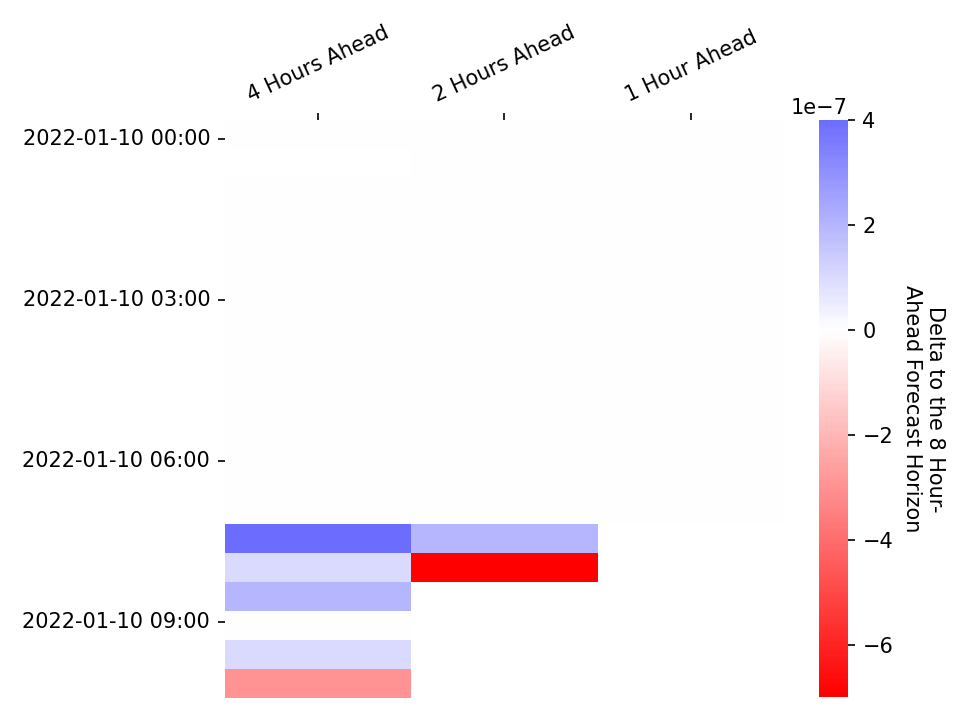 4 Hours Ahead
2 Hours Ahead
1 Hour Ahead
2022-01-10 00:00
2022-01-10 03:00
2022-01-10 06:00
2022-01-10 09:00
1e−7
4
2
0
−2
−4
−6
Delta to the 8 Hour-
Ahead Forecast Horizon